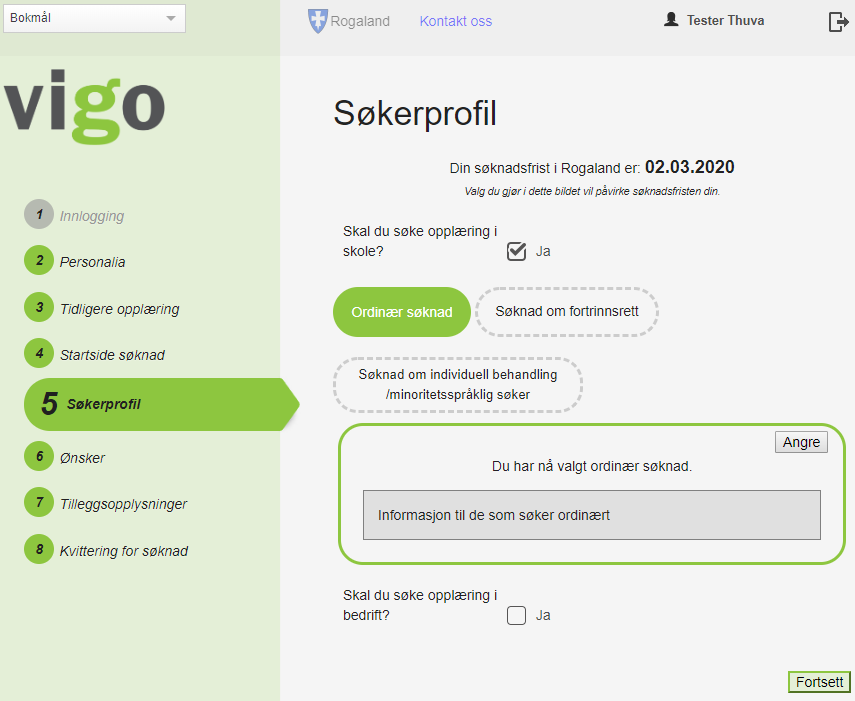 Bokmål
Rogaland
Kontakt oss
Tester Thuva
vigo
1 Innlogging
2 Personalia
3 Tidligere opplæring
4 Startside søknad
5 Søkerprofil
6 Ønsker
7 Tilleggsopplysninger
8 Kvittering for søknad
Søkerprofil
Din søknadsfrist i Rogaland er: 02.03.2020
Valg du gjør i dette bildet vil påvirke søknadsfristen din.
Skal du søke opplæring i
skole?
Ja
Ordinær søknad
Søknad om fortrinnsrett
Søknad om individuell behandling
/minoritetsspråklig søker
Angre
Du har nå valgt ordinær søknad.
Informasjon til de som søker ordinært
Skal du søke opplæring i
bedrift?
Ja
Fortsett